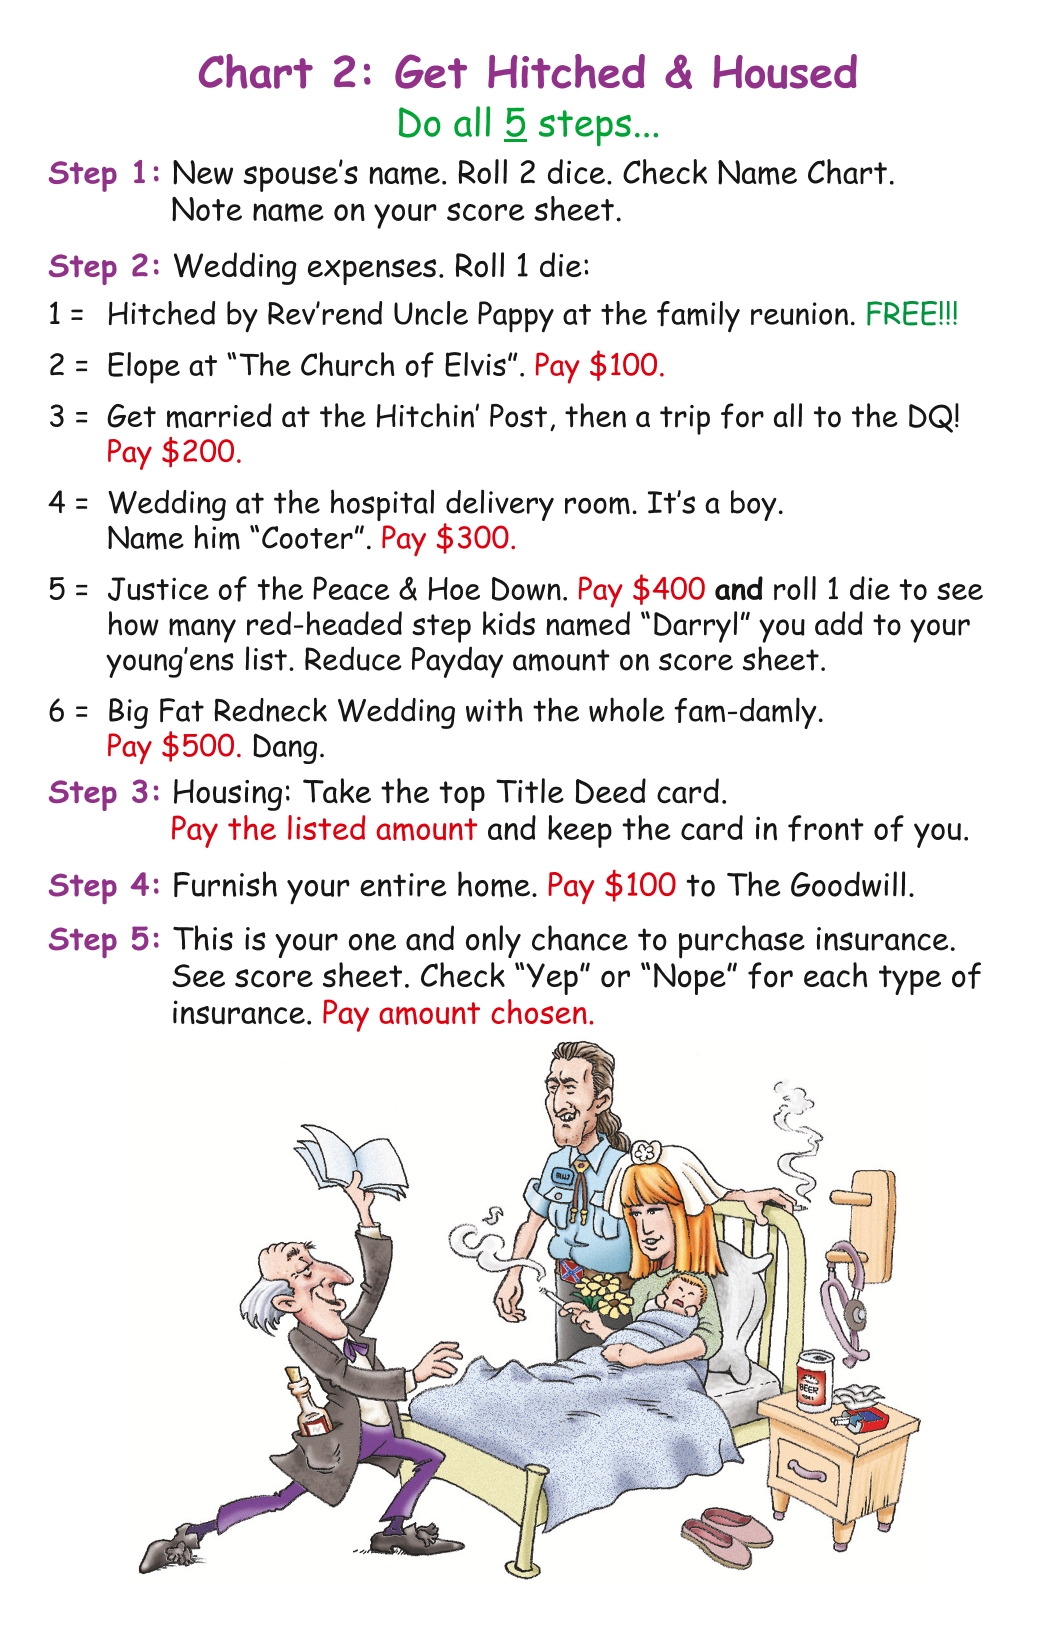 Chart 2: Get Hitched & Housed
Do all 5 steps...
Step 1: New spouse’s name. Roll 2 dice. Check Name Chart.
Note name on your score sheet.
Step 2: Wedding expenses. Roll 1 die:
1 = Hitched by Rev’rend Uncle Pappy at the family reunion. FREE!!!
2 = Elope at “The Church of Elvis”. Pay $100.
3 = Get married at the Hitchin’ Post, then a trip for all to the DQ!
Pay $200.
4 = Wedding at the hospital delivery room. It’s a boy.
Name him “Cooter”. Pay $300.
5 = Justice of the Peace & Hoe Down. Pay $400 and roll 1 die to see
how many red-headed step kids named “Darryl” you add to your
young’ens list. Reduce Payday amount on score sheet.
6 = Big Fat Redneck Wedding with the whole fam-damly.
Pay $500. Dang.
Step 3: Housing: Take the top Title Deed card.
Pay the listed amount and keep the card in front of you.
Step 4: Furnish your entire home. Pay $100 to The Goodwill.
Step 5: This is your one and only chance to purchase insurance.
See score sheet. Check “Yep” or “Nope” for each type of
insurance. Pay amount chosen.
BEER